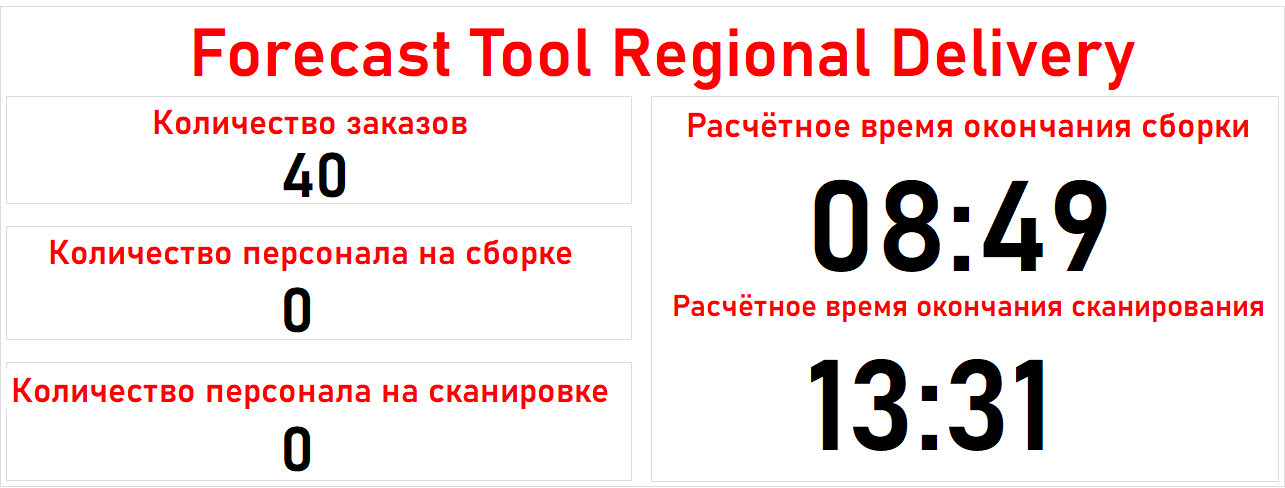 Forecast Tool Regional Delivery
Количество заказов
40
Количество персонала на сборке
0
Количество персонала на сканировке
0
Расчётное время окончания сборки
08:49
Расчётное время окончания сканирования
13:31